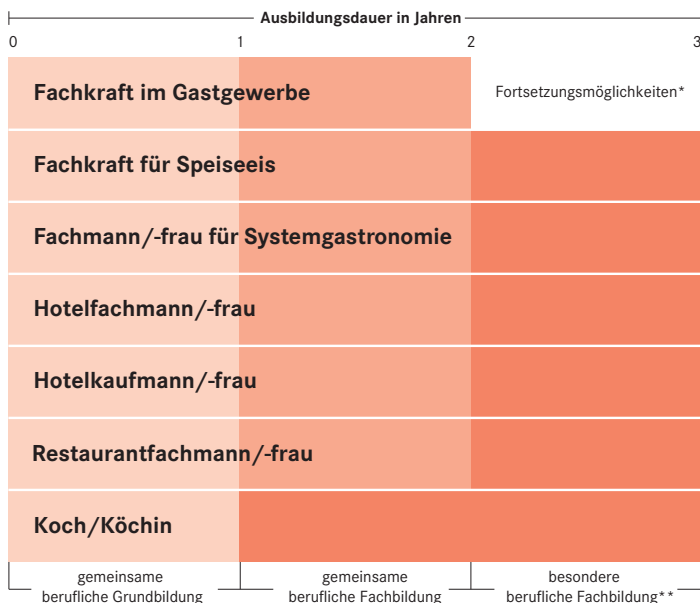 Ausbildungsdauer in Jahren
0 1 2 3
Fachkraft im Gastgewerbe
Fortsetzungsmöglichkeiten*
Fachkraft für Speiseeis
Fachmann/-frau für Systemgastronomie
Hotelfachmann/-frau
Hotelkaufmann/-frau
Restaurantfachmann/-frau
Koch/Köchin
gemeinsame
berufliche Grundbildung
gemeinsame
berufliche Fachbildung
besondere
berufliche Fachbildung**